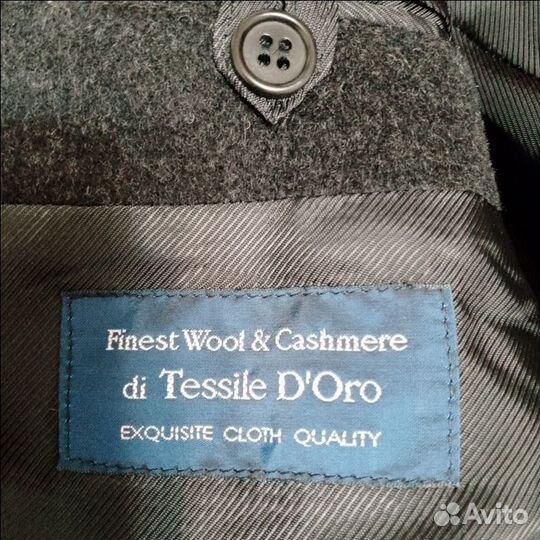 Finest Wool & Cashmere
di Tessile D'Oro
EXQUISITE CLOTH QUALITY
Avito